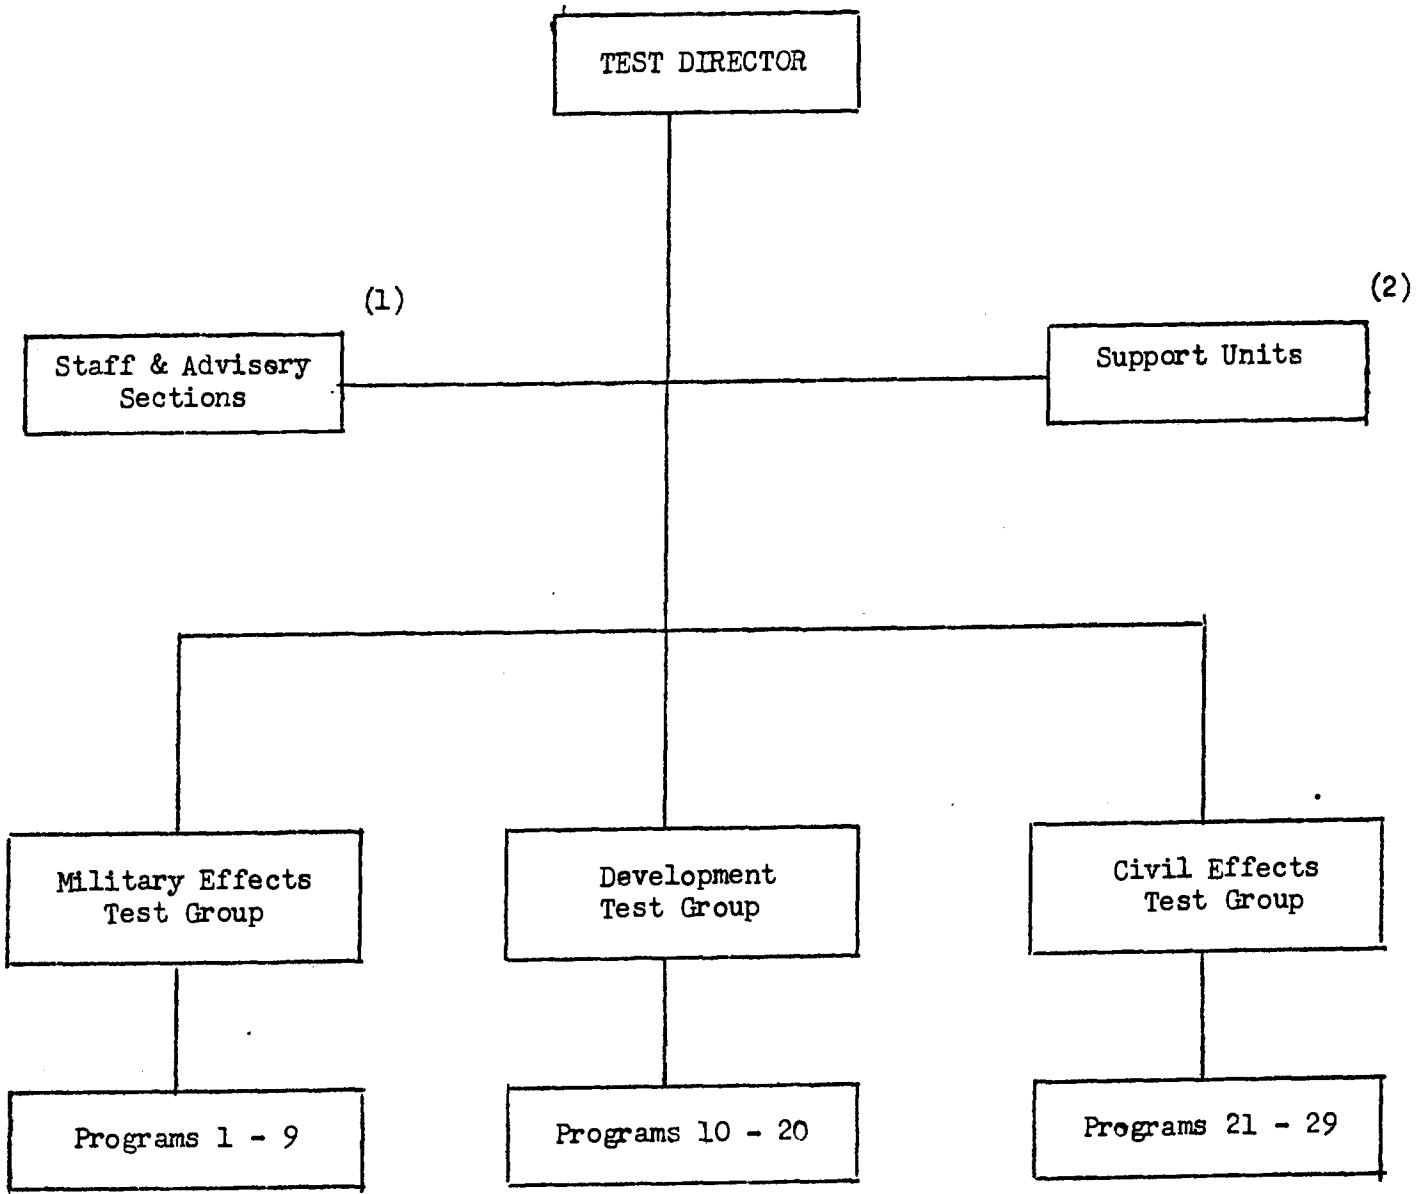 TEST DIRECTOR
(1)
(2)
Staff & Advisory
Sections
Support Units
Military Effects
Test Group
Development
Test Group
Civil Effects
Test Group
Programs 1 - 9
Programs 10 - 20
Programs 21 - 29